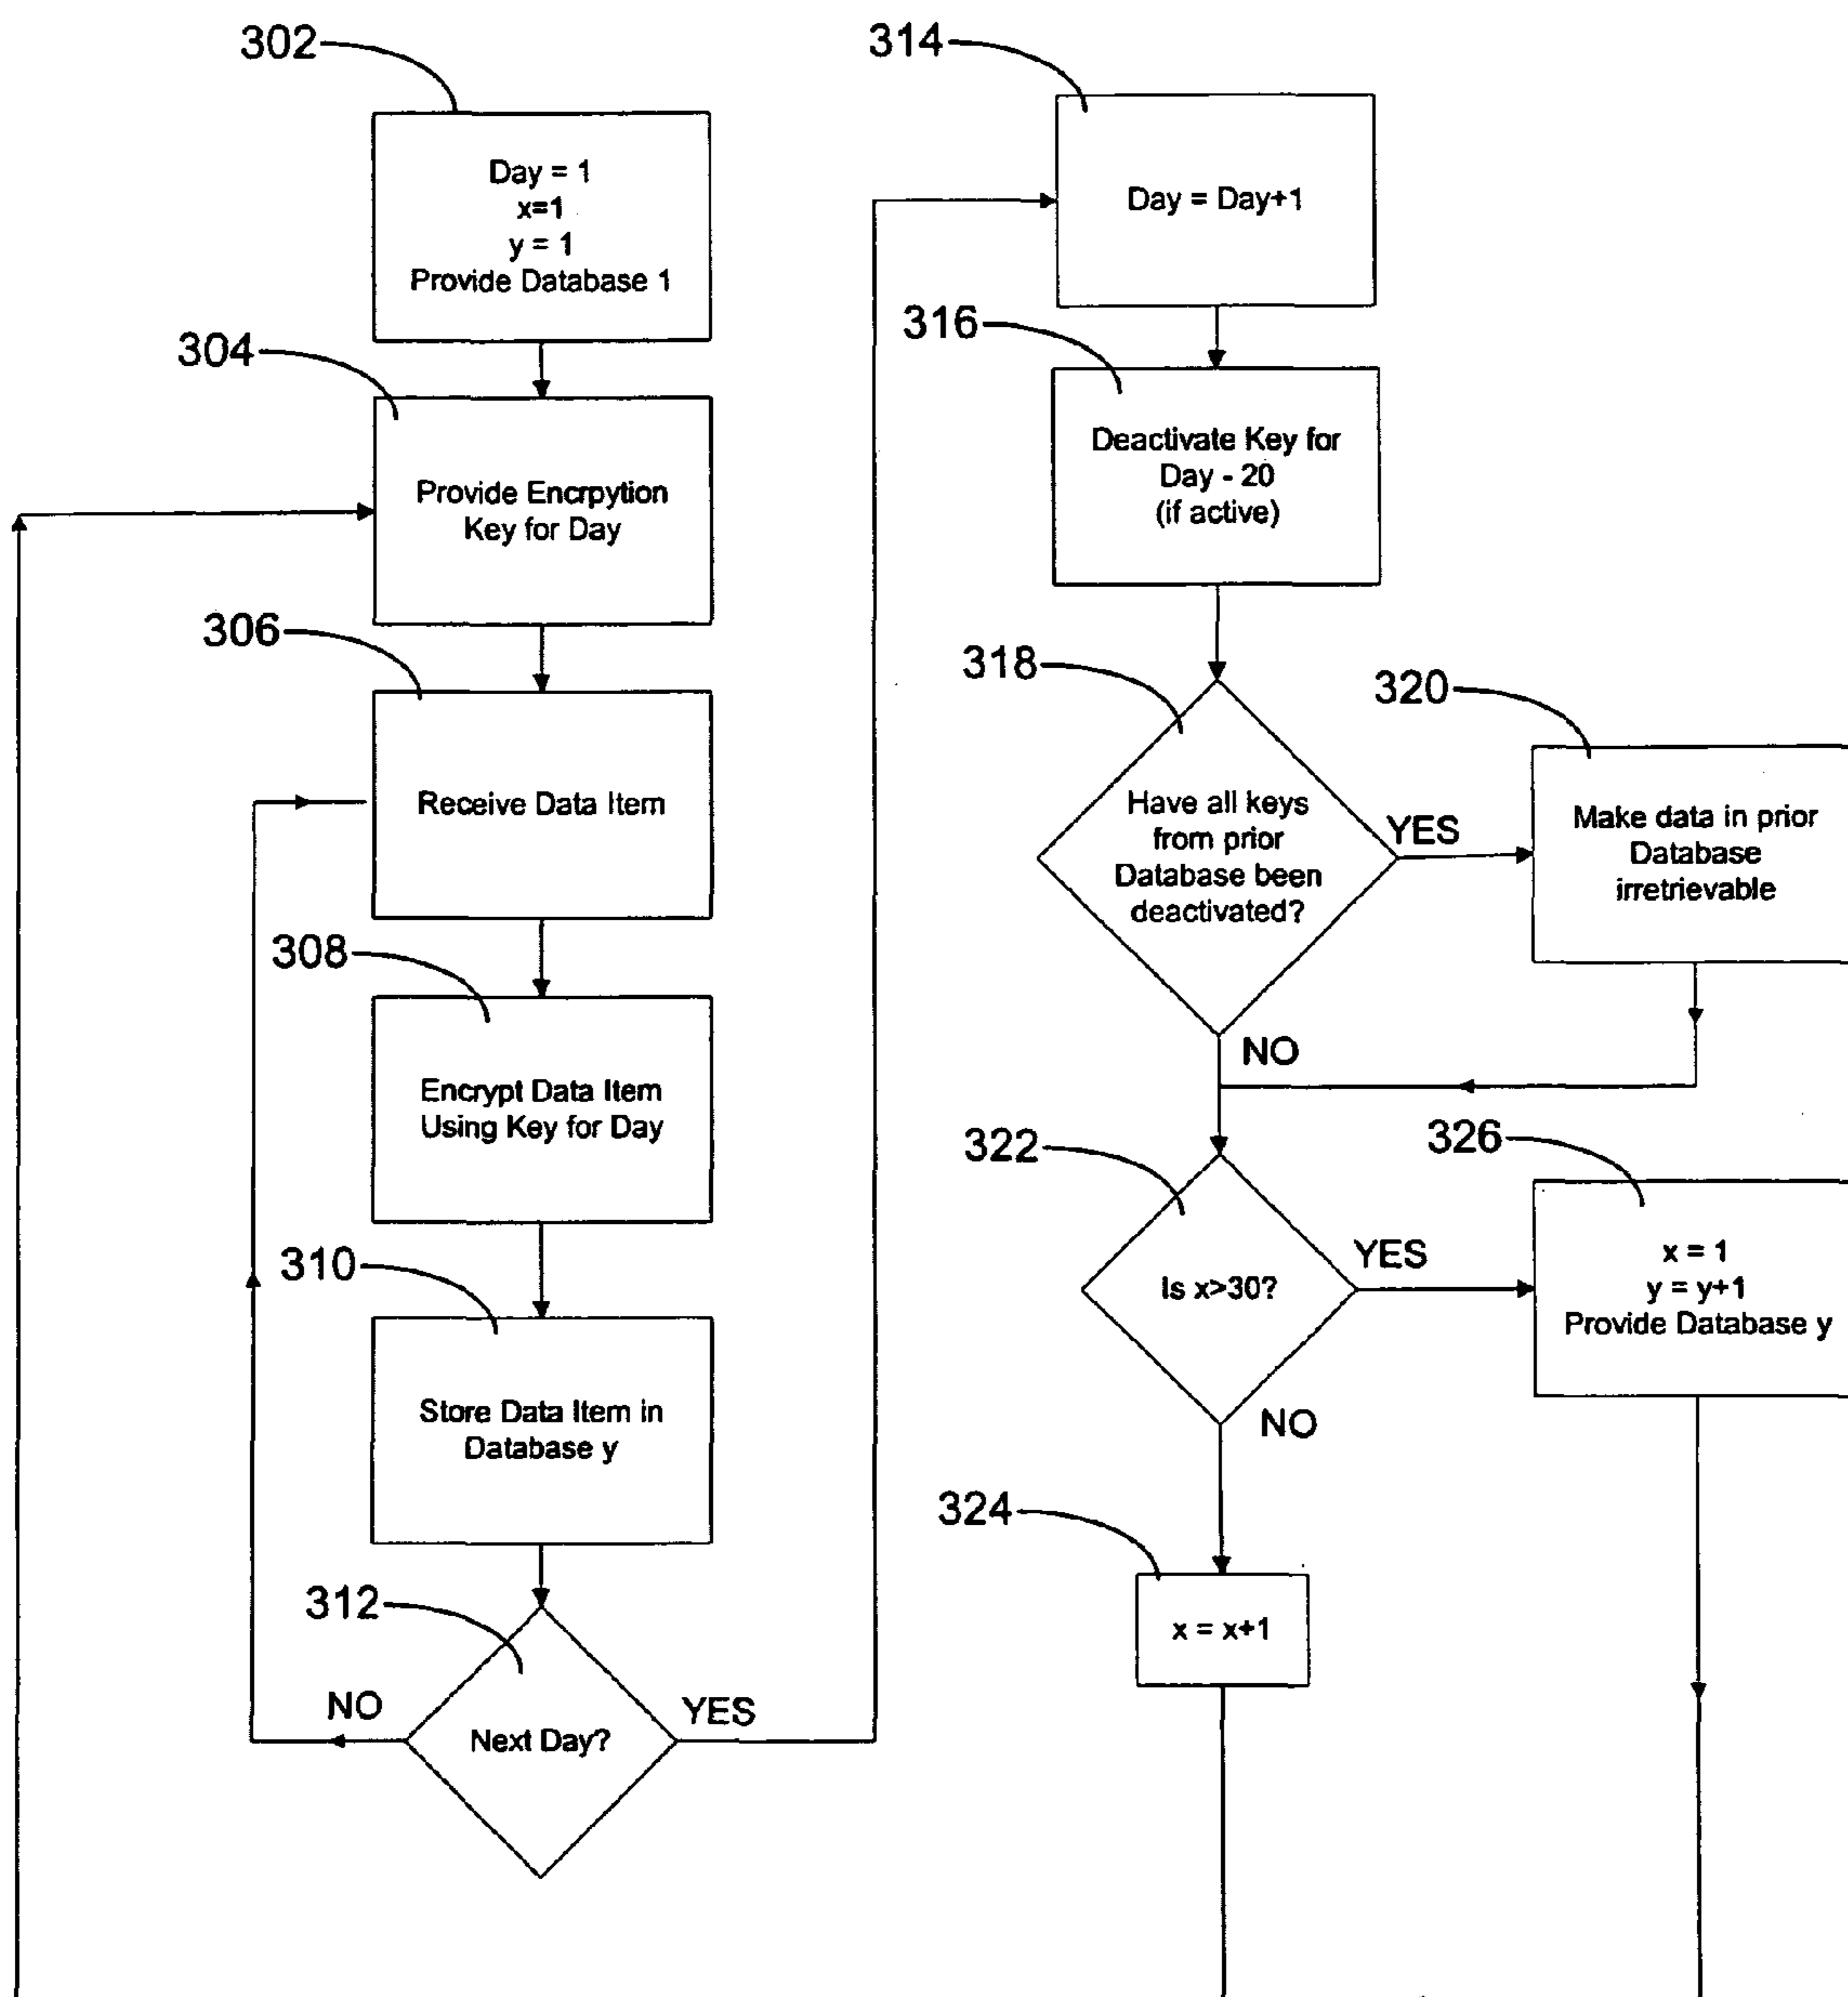 302
Day = 1
x=1
y = 1
Provide Database 1
304
Provide Encrpytion
Key for Day
306
Receive Data Item
308
Encrypt Data Item
Using Key for Day
310
Store Data Item in
Database y
312
Next Day?
NO
YES
314
Day = Day+1
316
Deactivate Key for
Day - 20
(if active)
318
Have all keys
from prior
Database been
deactivated?
YES
NO
320
Make data in prior
Database
irretrievable
322
Is x>30?
YES
NO
326
x = 1
y = y+1
Provide Database y
324
x = x+1